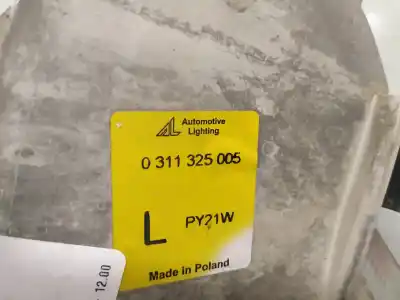 Automotive
Lighting
0 311 325 005
L
PY21W
Made in Poland
12.00